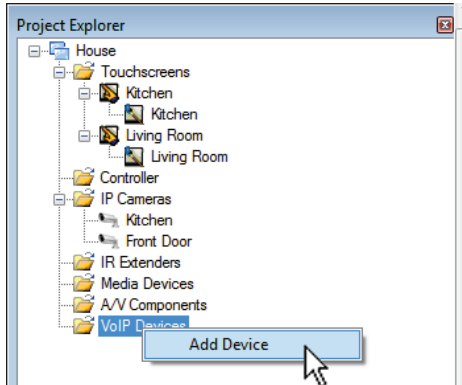 Project Explorer
House
Touchscreens
Kitchen
Kitchen
Living Room
Living Room
Controller
IP Cameras
Kitchen
Front Door
IR Extenders
Media Devices
A/V Components
VoIP Devices
Add Device